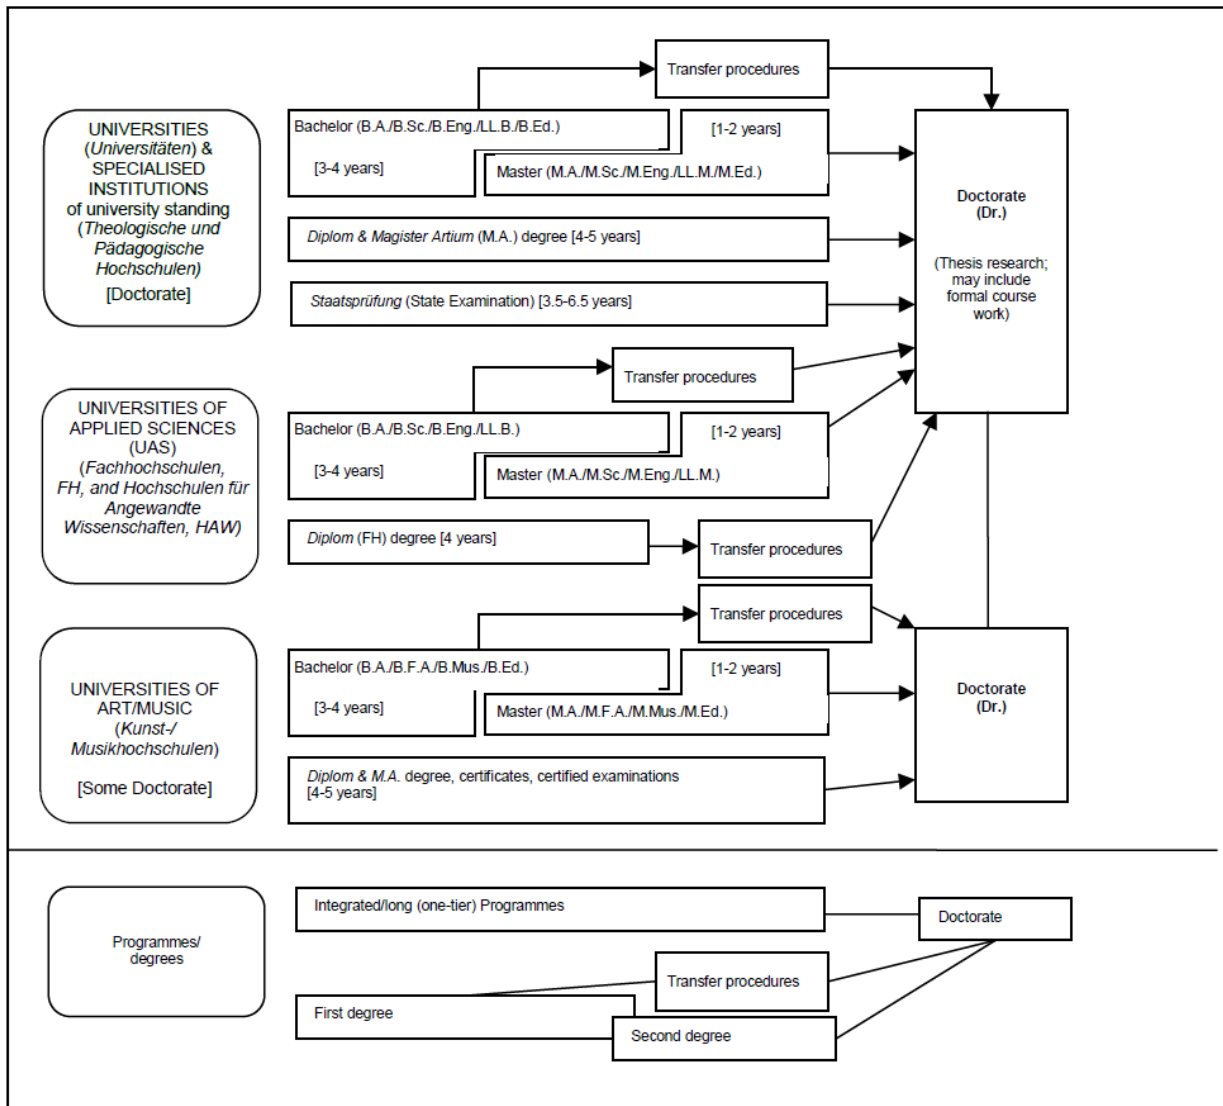 Transfer procedures
UNIVERSITIES
(Universitäten) &
SPECIALISED
INSTITUTIONS
of university standing
(Theologische und
Pädagogische
Hochschulen)
[Doctorate]
Bachelor (B.A./B.Sc./B.Eng./LL.B./B.Ed.)
[3-4 years]
[1-2 years]
Master (M.A./M.Sc./M.Eng./LL.M./M.Ed.)
Diplom & Magister Artium (M.A.) degree [4-5 years]
Staatsprüfung (State Examination) [3.5-6.5 years]
Doctorate
(Dr.)
(Thesis research;
may include
formal course
work)
Transfer procedures
UNIVERSITIES OF
APPLIED SCIENCES
(UAS)
(Fachhochschulen,
FH, and Hochschulen für
Angewandte
Wissenschaften, HAW)
Bachelor (B.A./B.Sc./B.Eng./LL.B.)
[3-4 years]
[1-2 years]
Master (M.A./M.Sc./M.Eng./LL.M.)
Diplom (FH) degree [4 years]
Transfer procedures
Transfer procedures
UNIVERSITIES OF
ART/MUSIC
(Kunst-/
Musikhochschulen)
[Some Doctorate]
Bachelor (B.A./B.F.A./B.Mus./B.Ed.)
[3-4 years]
[1-2 years]
Master (M.A./M.F.A./M.Mus./M.Ed.)
Diplom & M.A. degree, certificates, certified examinations
[4-5 years]
Doctorate
(Dr.)
Programmes/
degrees
Integrated/long (one-tier) Programmes
Doctorate
Transfer procedures
First degree
Second degree